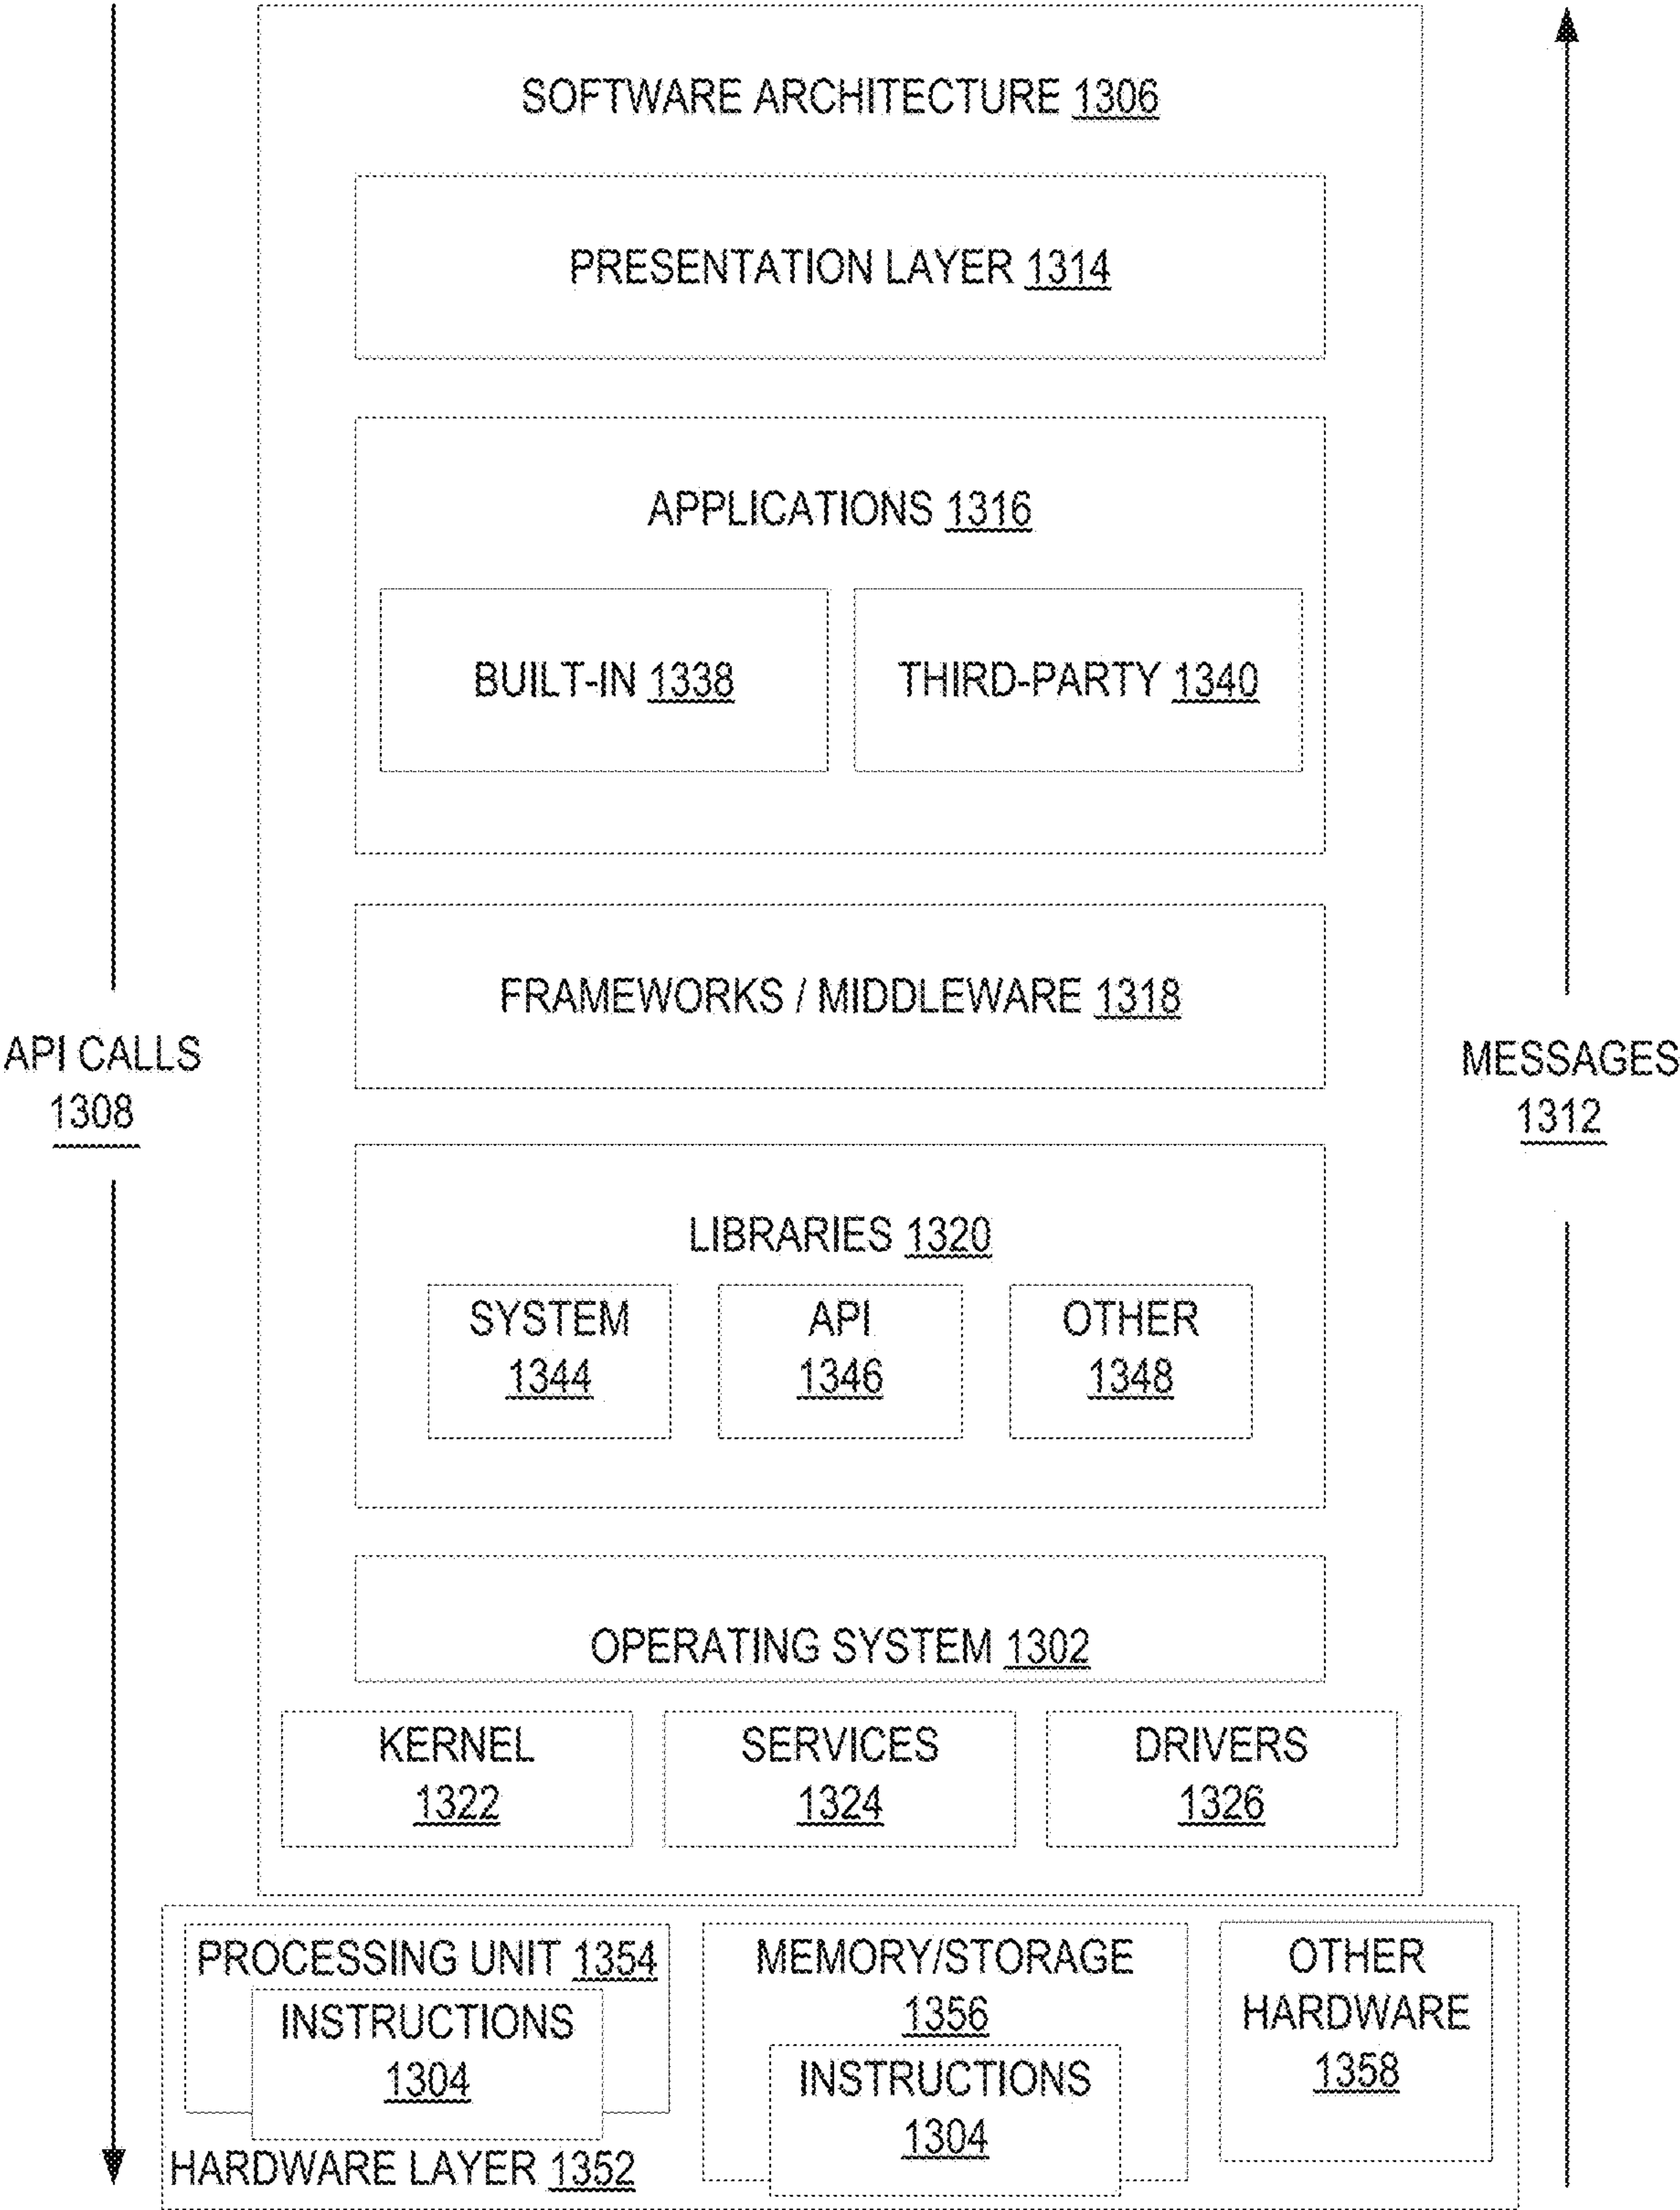 SOFTWARE ARCHITECTURE 1306
PRESENTATION LAYER 1314
APPLICATIONS 1316
BUILT-IN 1338
THIRD-PARTY 1340
FRAMEWORKS / MIDDLEWARE 1318
API CALLS
1308
MESSAGES
1312
LIBRARIES 1320
SYSTEM
1344
API
1346
OTHER
1348
OPERATING SYSTEM 1302
KERNEL
1322
SERVICES
1324
DRIVERS
1326
PROCESSING UNIT 1354
INSTRUCTIONS
1304
MEMORY/STORAGE
1356
INSTRUCTIONS
1304
OTHER
HARDWARE
1358
HARDWARE LAYER 1352